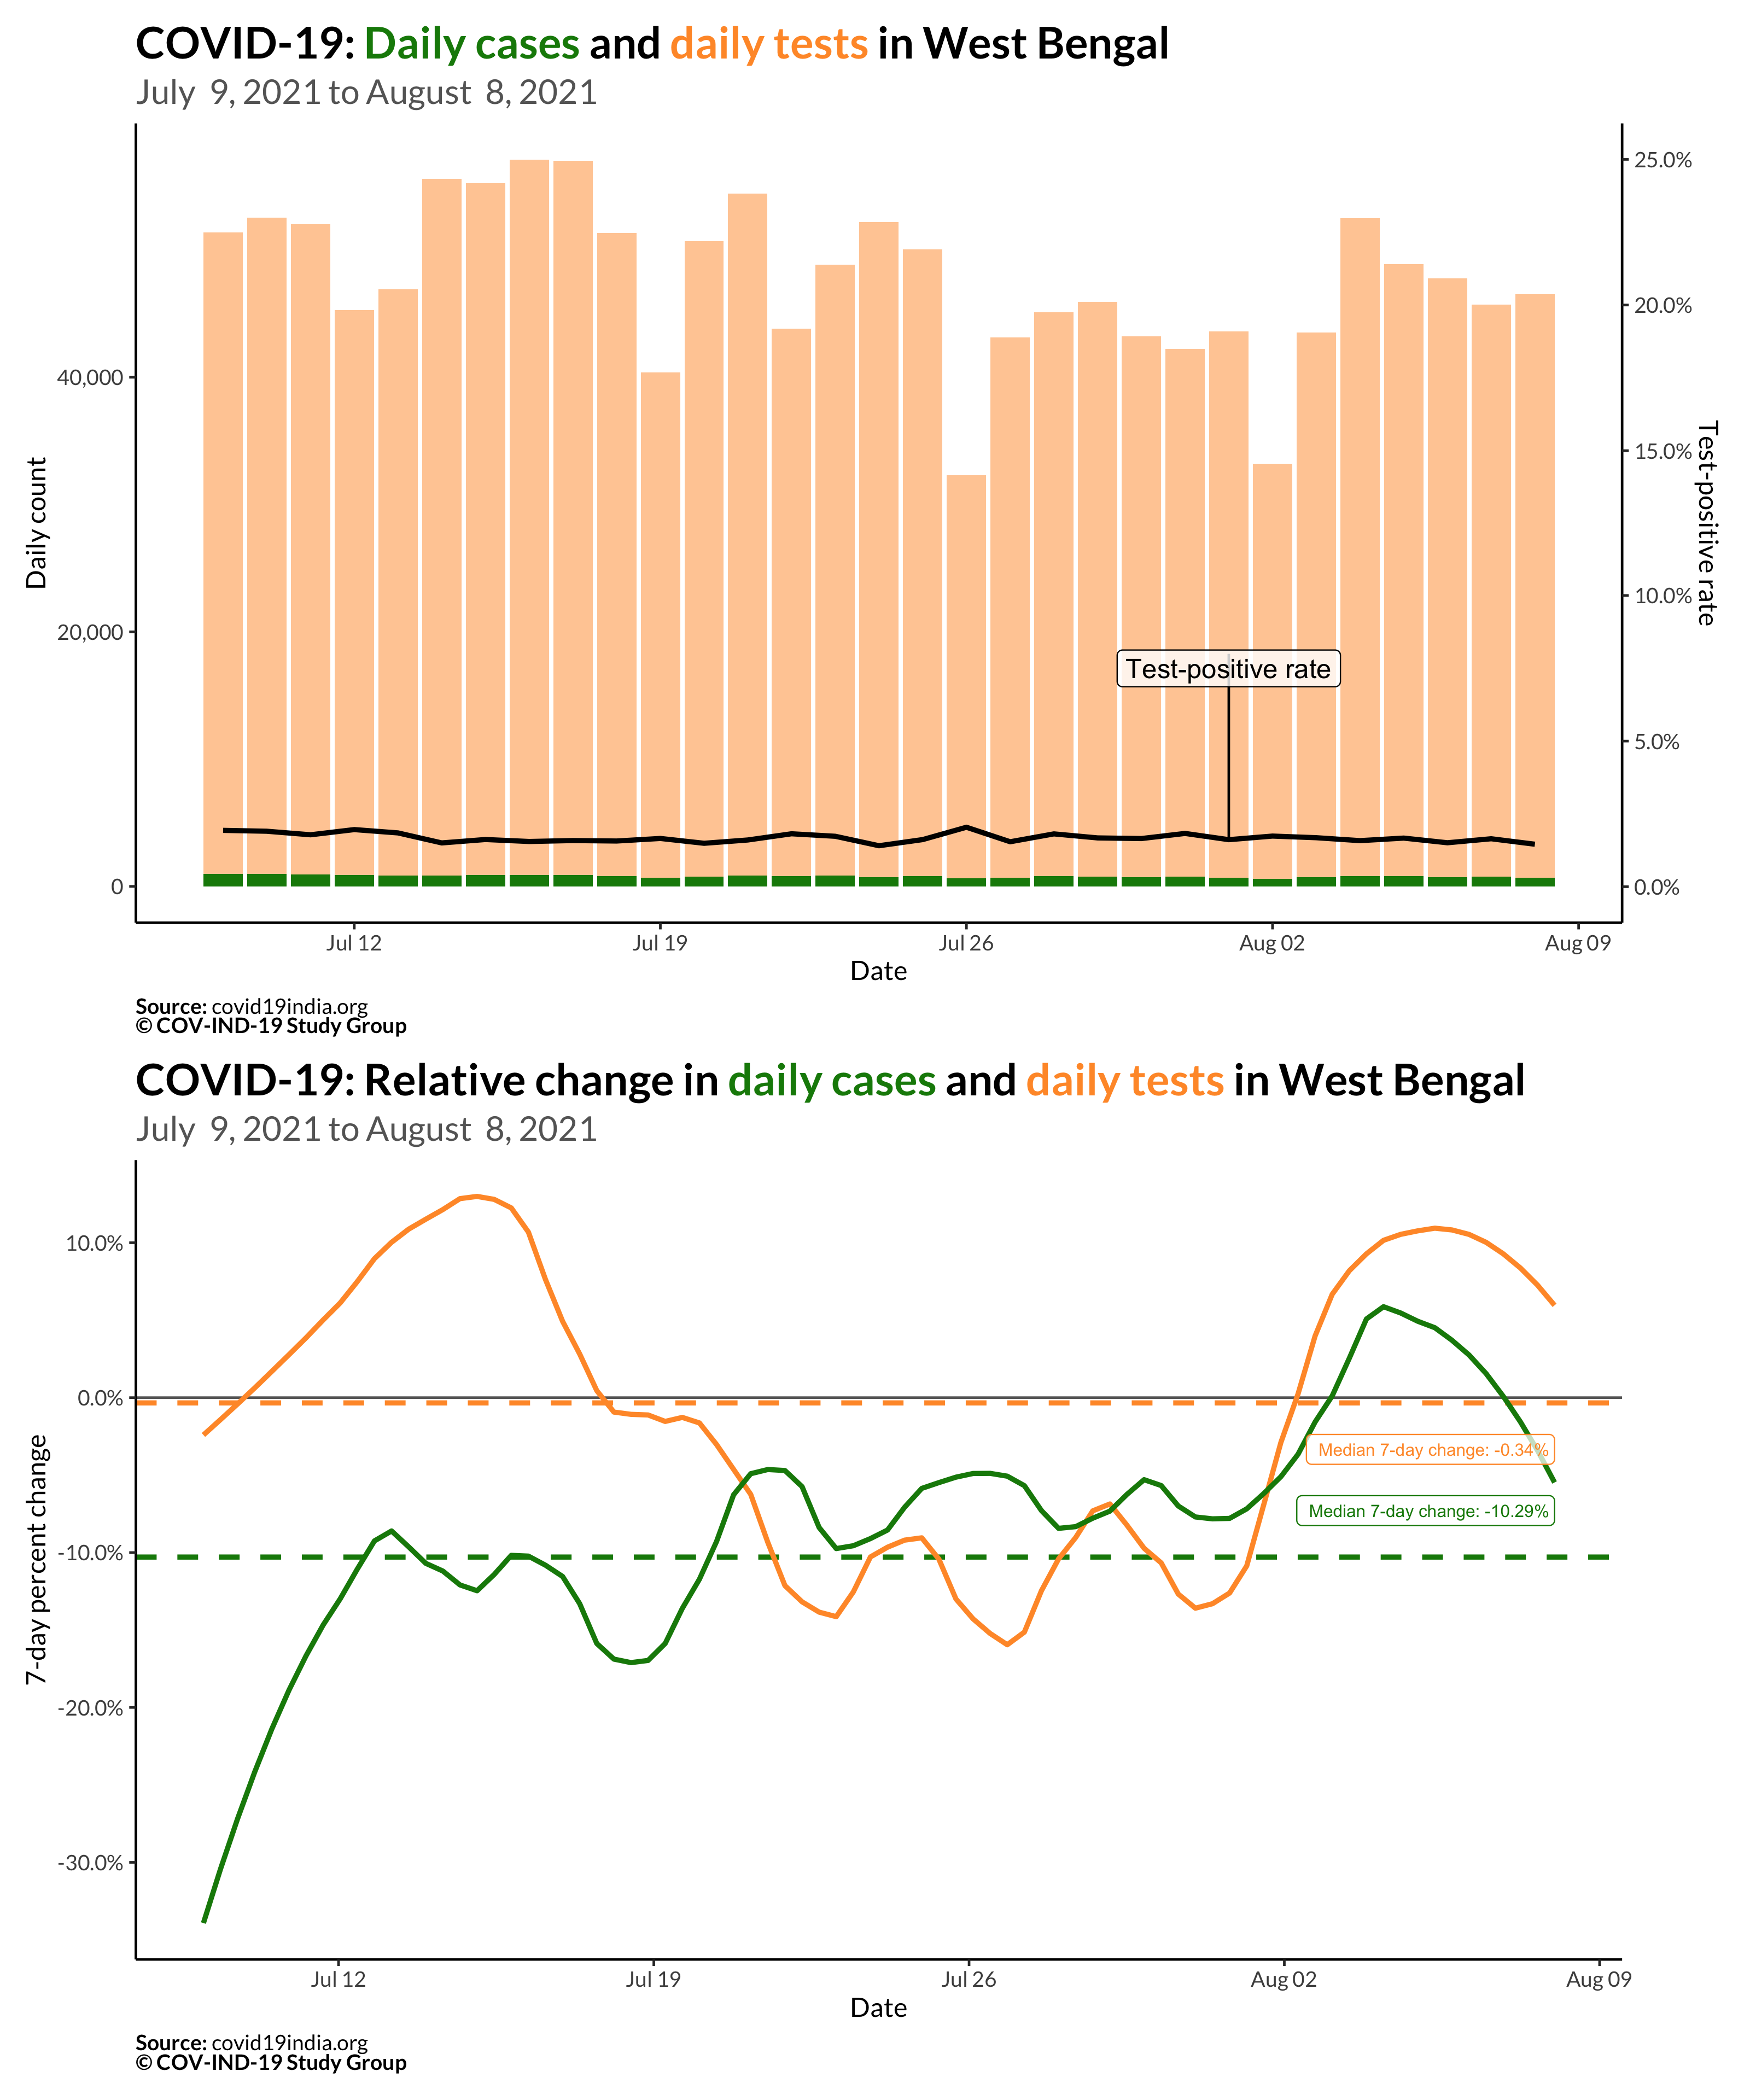 COVID-19: Daily cases and daily tests in West Bengal
July 9, 2021 to August 8, 2021
25.0%
20.0%
40,000
15.0%
Daily count
Test-positive rate
10.0%
20,000
Test-positive rate
5.0%
0
0.0%
Jul 12 Jul 19 Jul 26 Aug 02 Aug 09
Date
Source: covid19india.org
© COV-IND-19 Study Group
COVID-19: Relative change in daily cases and daily tests in West Bengal
July 9, 2021 to August 8, 2021
10.0%
0.0%
Median 7-day change: -0.34%
Median 7-day change: -10.29%
7-day percent change
-10.0%
-20.0%
-30.0%
Jul 12 Jul 19 Jul 26 Aug 02 Aug 09
Date
Source: covid19india.org
© COV-IND-19 Study Group